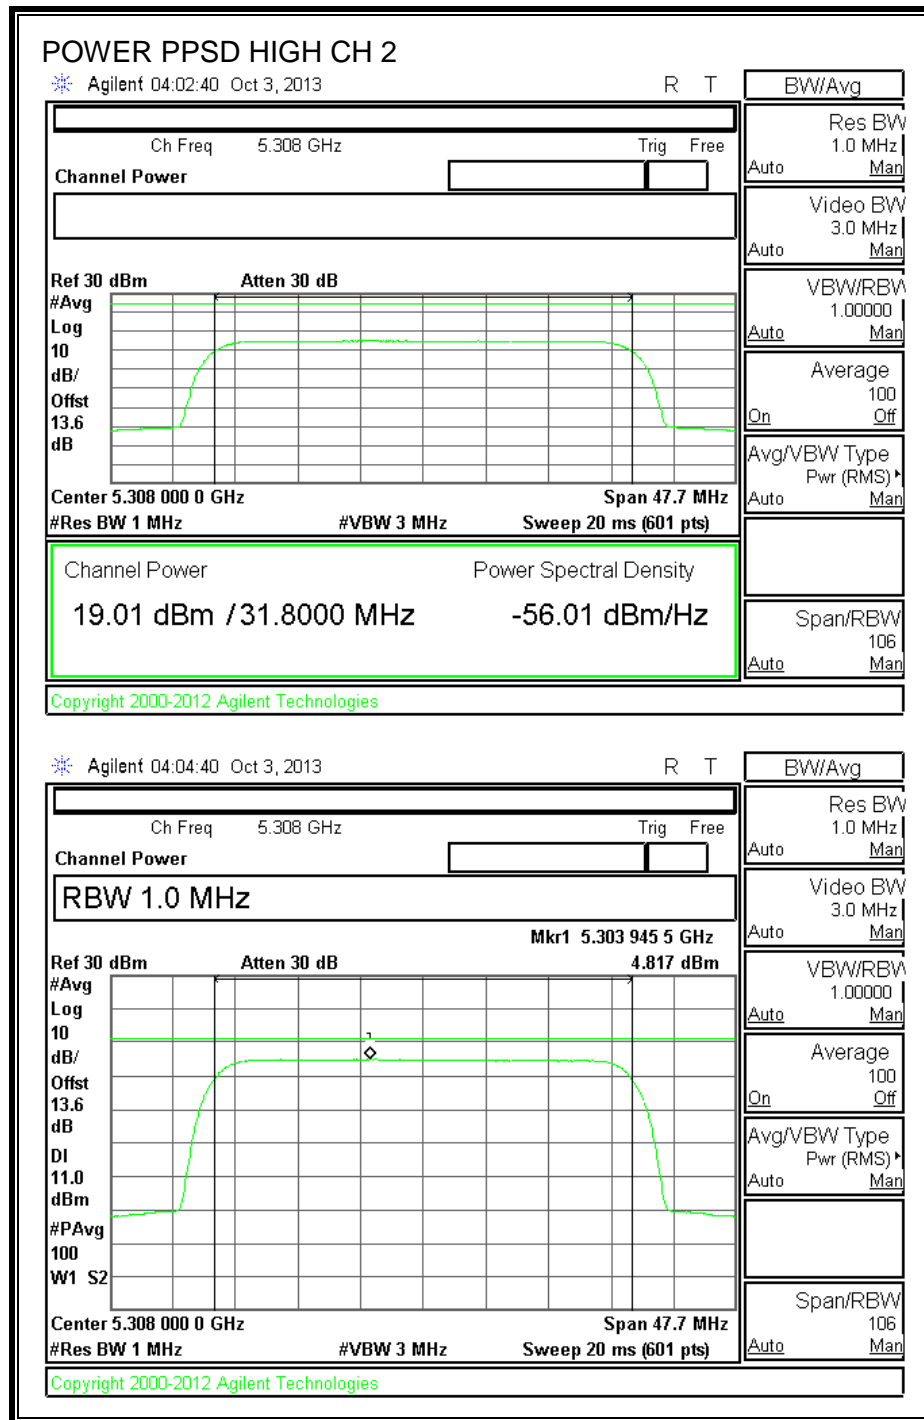 POWER PPSD HIGH CH 2
Agilent 04:02:40 Oct 3, 2013 R T
BW/Avg
Ch Freq 5.308 GHz Trig Free
Channel Power
Res BW
1.0 MHz
Auto Man
Video BW
3.0 MHz
Auto Man
Ref 30 dBm Atten 30 dB
#Avg
Log
10
dB/
Offst
13.6
dB
VBW/RBW
1.00000
Auto Man
Average
100
On Off
Avg/VBW Type
Pwr (RMS)
Auto Man
Center 5.308 000 0 GHz Span 47.7 MHz
#Res BW 1 MHz #VBW 3 MHz Sweep 20 ms (601 pts)
Channel Power Power Spectral Density
19.01 dBm / 31.8000 MHz -56.01 dBm/Hz
Span/RBW
106
Auto Man
Copyright 2000-2012 Agilent Technologies
Agilent 04:04:40 Oct 3, 2013 R T
BW/Avg
Ch Freq 5.308 GHz Trig Free
Channel Power
RBW 1.0 MHz
Res BW
1.0 MHz
Auto Man
Video BW
3.0 MHz
Auto Man
Mkr1 5.303 945 5 GHz
Ref 30 dBm Atten 30 dB 4.817 dBm
#Avg
Log
10
dB/
Offst
13.6
dB
DI
11.0
dBm
#PAvg
100
W1 S2
1
VBW/RBW
1.00000
Auto Man
Average
100
On Off
Avg/VBW Type
Pwr (RMS)
Auto Man
Span/RBW
106
Auto Man
Center 5.308 000 0 GHz Span 47.7 MHz
#Res BW 1 MHz #VBW 3 MHz Sweep 20 ms (601 pts)
Copyright 2000-2012 Agilent Technologies